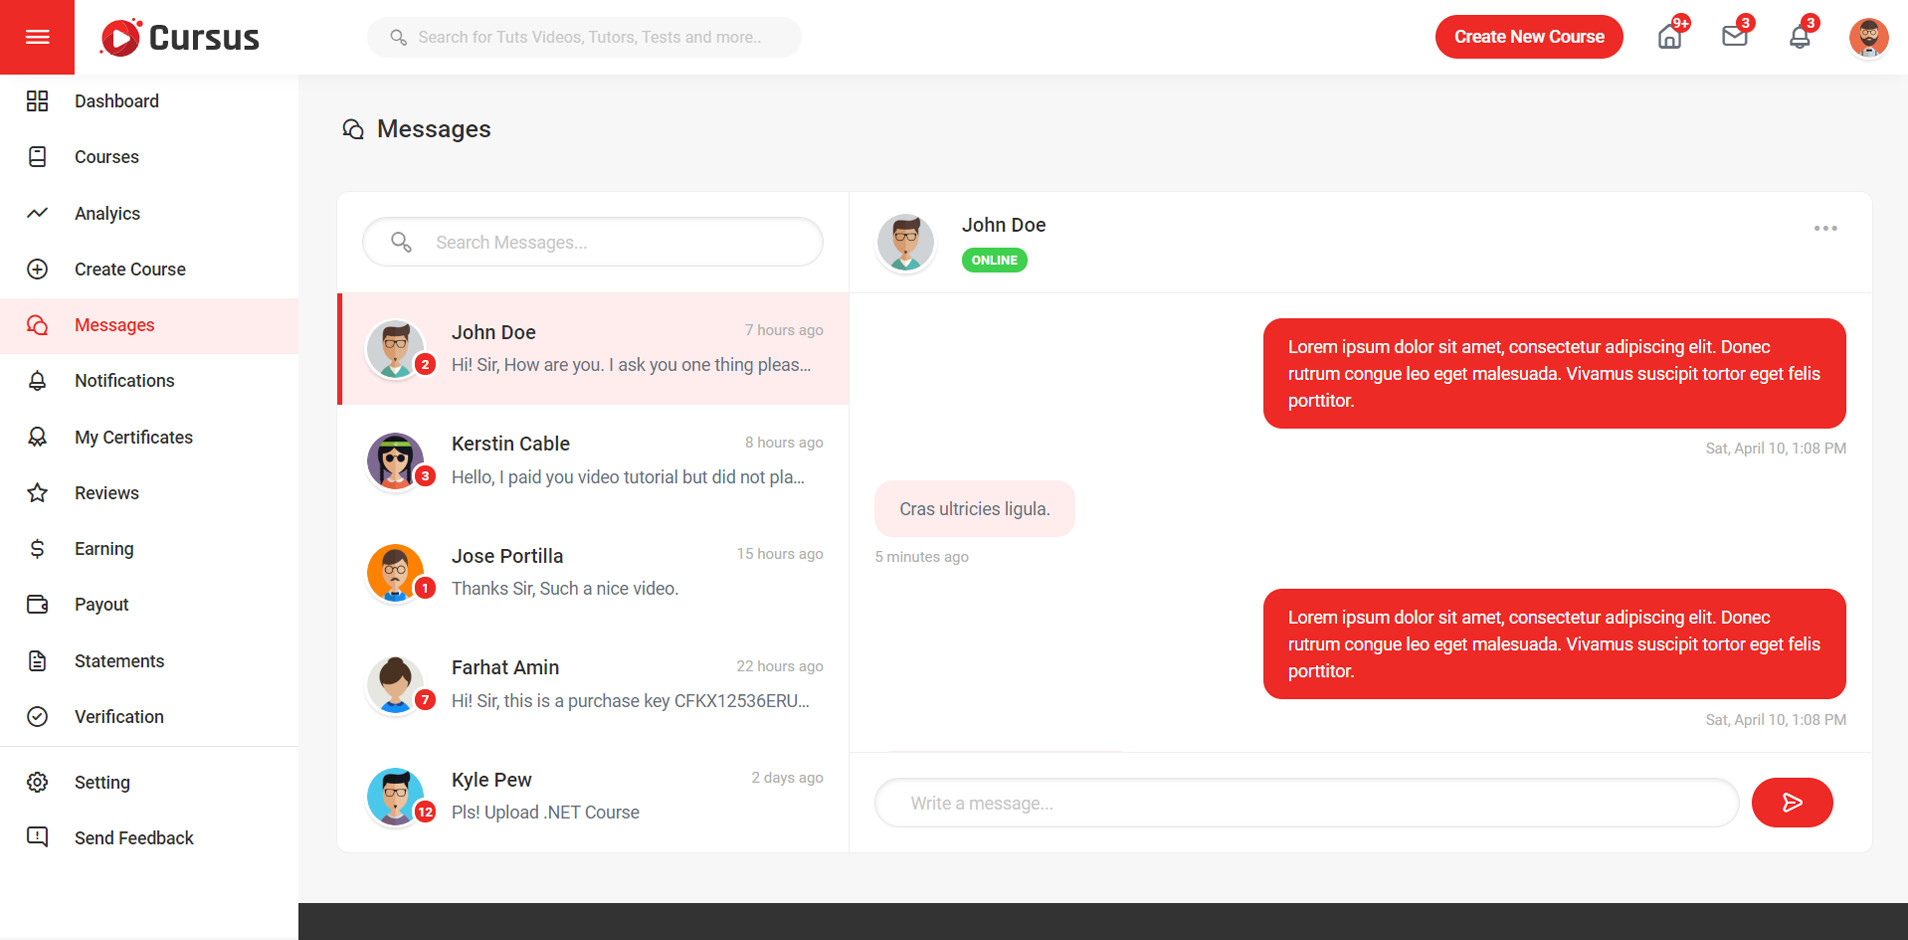 Cursus
Search for Tuts Videos, Tutors, Tests and more..
Create New Course
9+
3
3
Dashboard
Courses
Analyics
Create Course
Messages
Notifications
My Certificates
Reviews
Earning
Payout
Statements
Verification
Setting
Send Feedback
Messages
Search Messages...
John Doe
7 hours ago
2
Hi! Sir, How are you. I ask you one thing pleas...
Kerstin Cable
8 hours ago
3
Hello, I paid you video tutorial but did not pla...
Jose Portilla
15 hours ago
1
Thanks Sir, Such a nice video.
Farhat Amin
22 hours ago
7
Hi! Sir, this is a purchase key CFKX12536ERU...
Kyle Pew
2 days ago
12
Pls! Upload .NET Course
John Doe
ONLINE
Lorem ipsum dolor sit amet, consectetur adipiscing elit. Donec
rutrum congue leo eget malesuada. Vivamus suscipit tortor eget felis
porttitor.
Sat, April 10, 1:08 PM
Cras ultricies ligula.
5 minutes ago
Lorem ipsum dolor sit amet, consectetur adipiscing elit. Donec
rutrum congue leo eget malesuada. Vivamus suscipit tortor eget felis
porttitor.
Sat, April 10, 1:08 PM
Write a message...